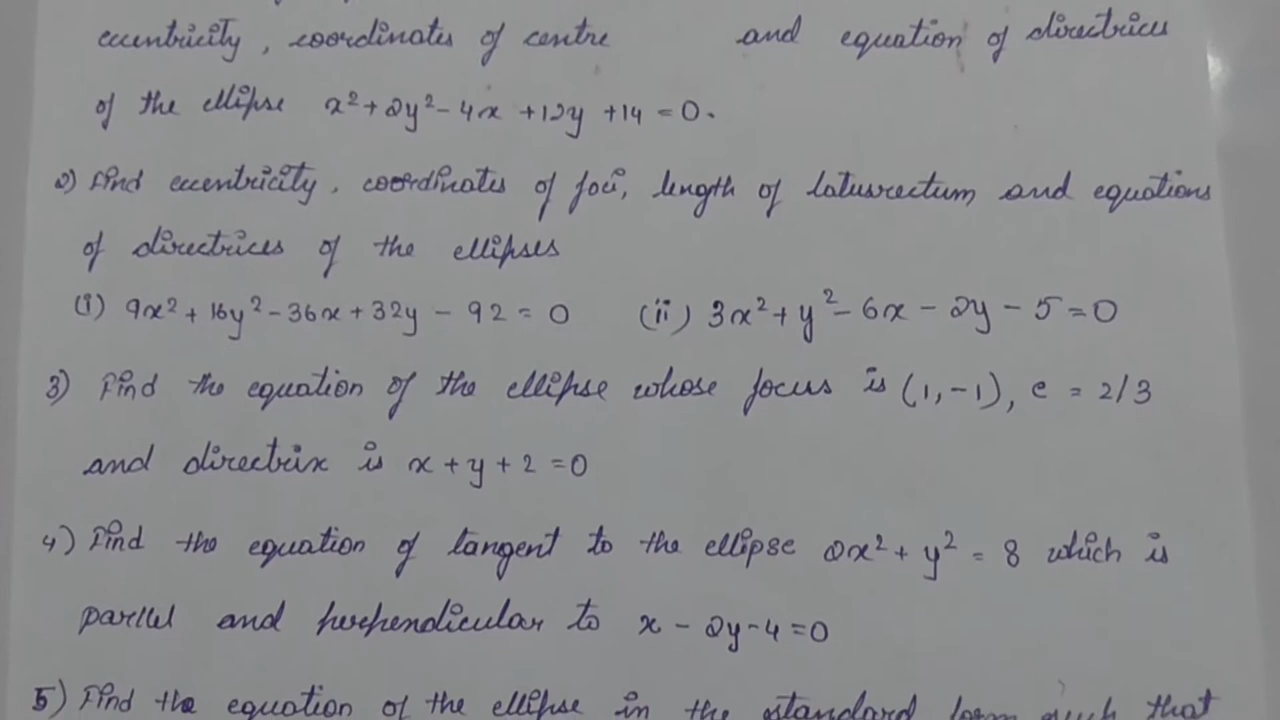 eccentricity, coordinates of centre and equation of directrices
of the ellipse x²+2y²-4x+12y+14=0.
2) Find eccentricity, coordinates of foci, length of latusrectum and equations
of directrices of the ellipses
(i) 9x²+16y²-36x+32y-92=0 (ii) 3x²+y²-6x-2y-5=0
3) Find the equation of the ellipse whose focus is (1,-1), e=2/3
and directrix is x+y+2=0
4) Find the equation of tangent to the ellipse 2x²+y²=8 which is
parllel and perpendicular to x-2y-4=0
5) Find the equation of the ellipse in the standard form such that